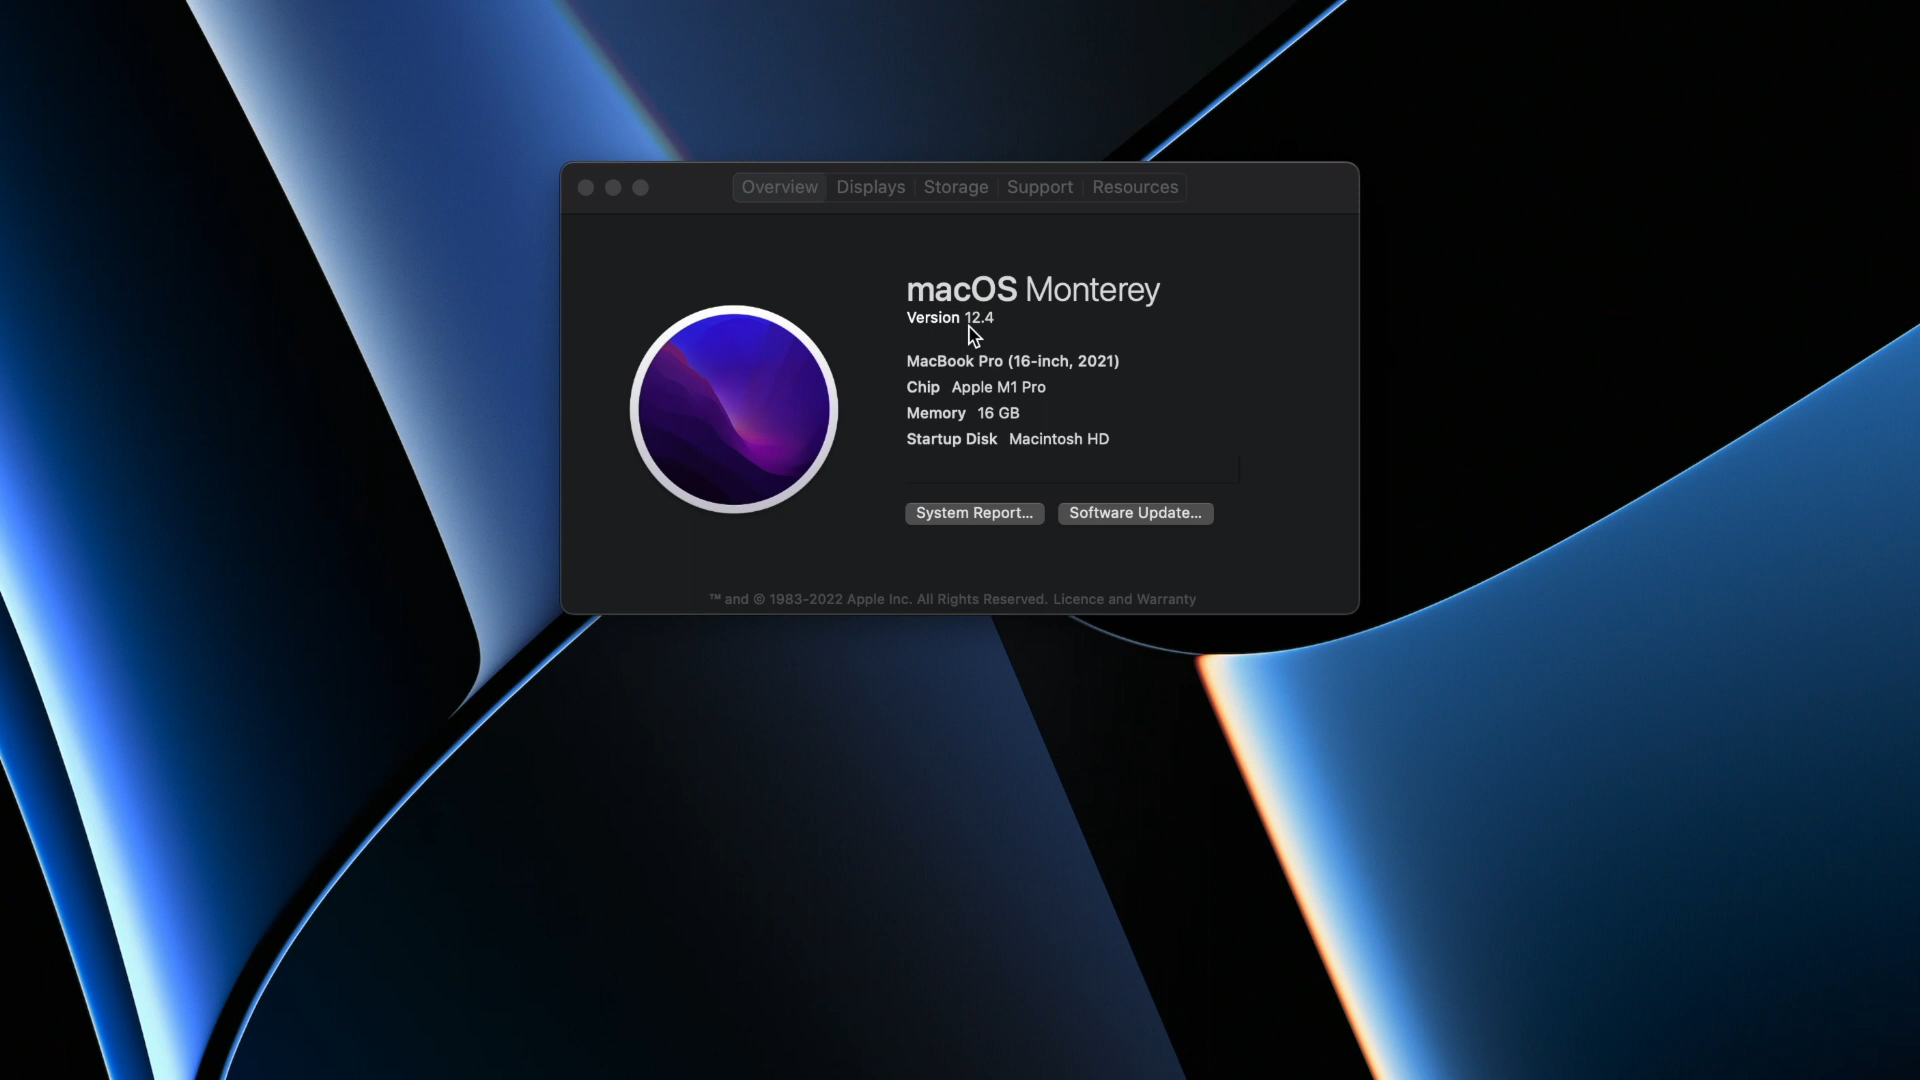 Overview Displays Storage Support Resources
macOS Monterey
Version 12.4
MacBook Pro (16-inch, 2021)
Chip Apple M1 Pro
Memory 16 GB
Startup Disk Macintosh HD
System Report... Software Update...
™ and © 1983-2022 Apple Inc. All Rights Reserved. Licence and Warranty